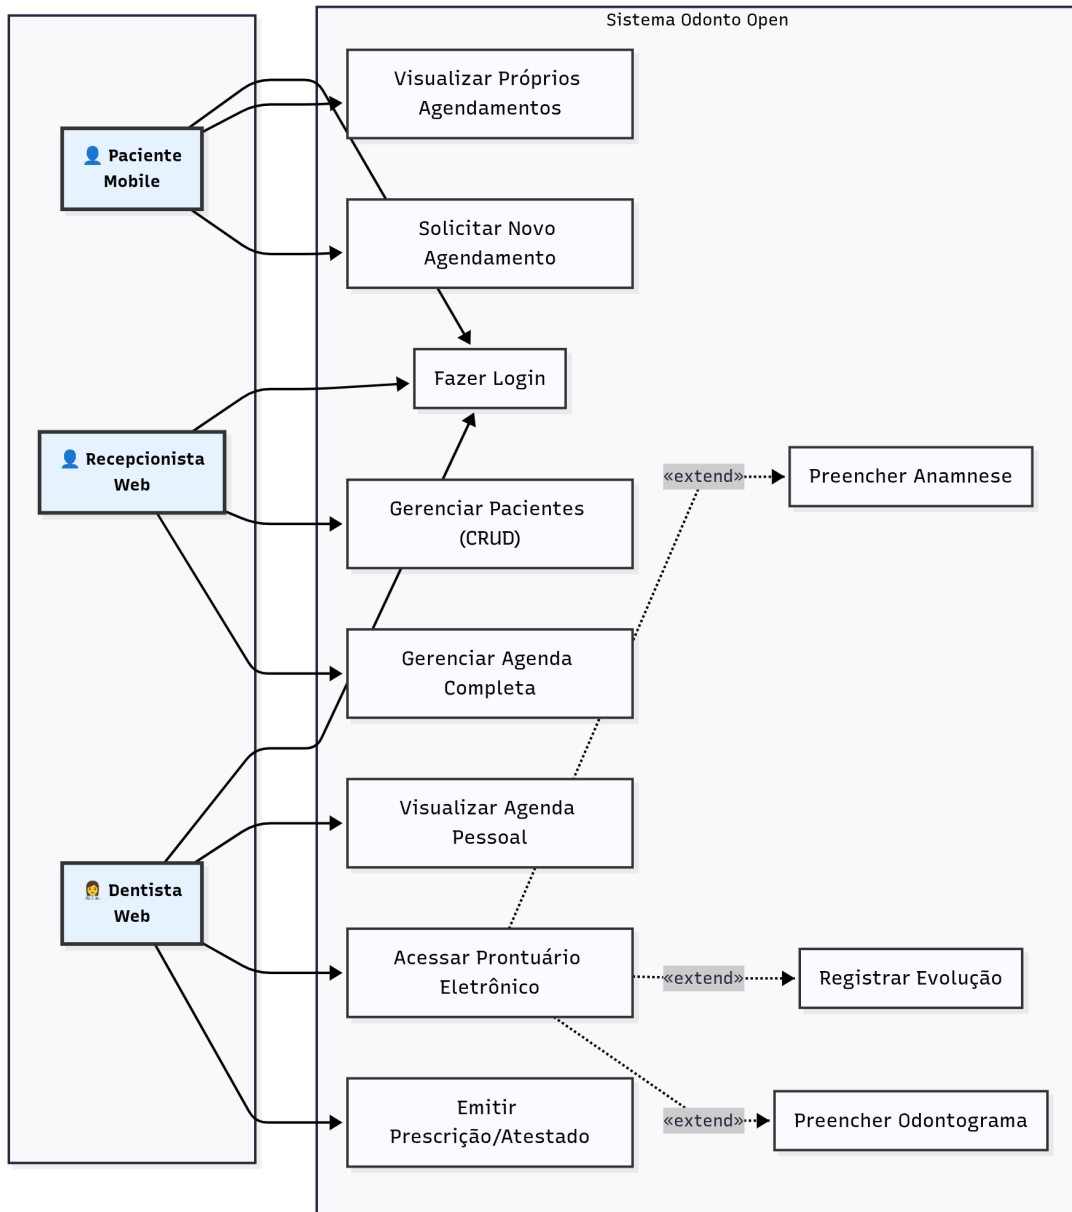 Sistema Odonto Open
Visualizar Próprios
Agendamentos
👤 Paciente
Mobile
Solicitar Novo
Agendamento
Fazer Login
👤 Recepcionista
Web
Gerenciar Pacientes
(CRUD)
«extend»
Preencher Anamnese
Gerenciar Agenda
Completa
Visualizar Agenda
Pessoal
👩‍⚕️ Dentista
Web
Acessar Prontuário
Eletrônico
«extend»
Registrar Evolução
Emitir
Prescrição/Atestado
«extend»
Preencher Odontograma